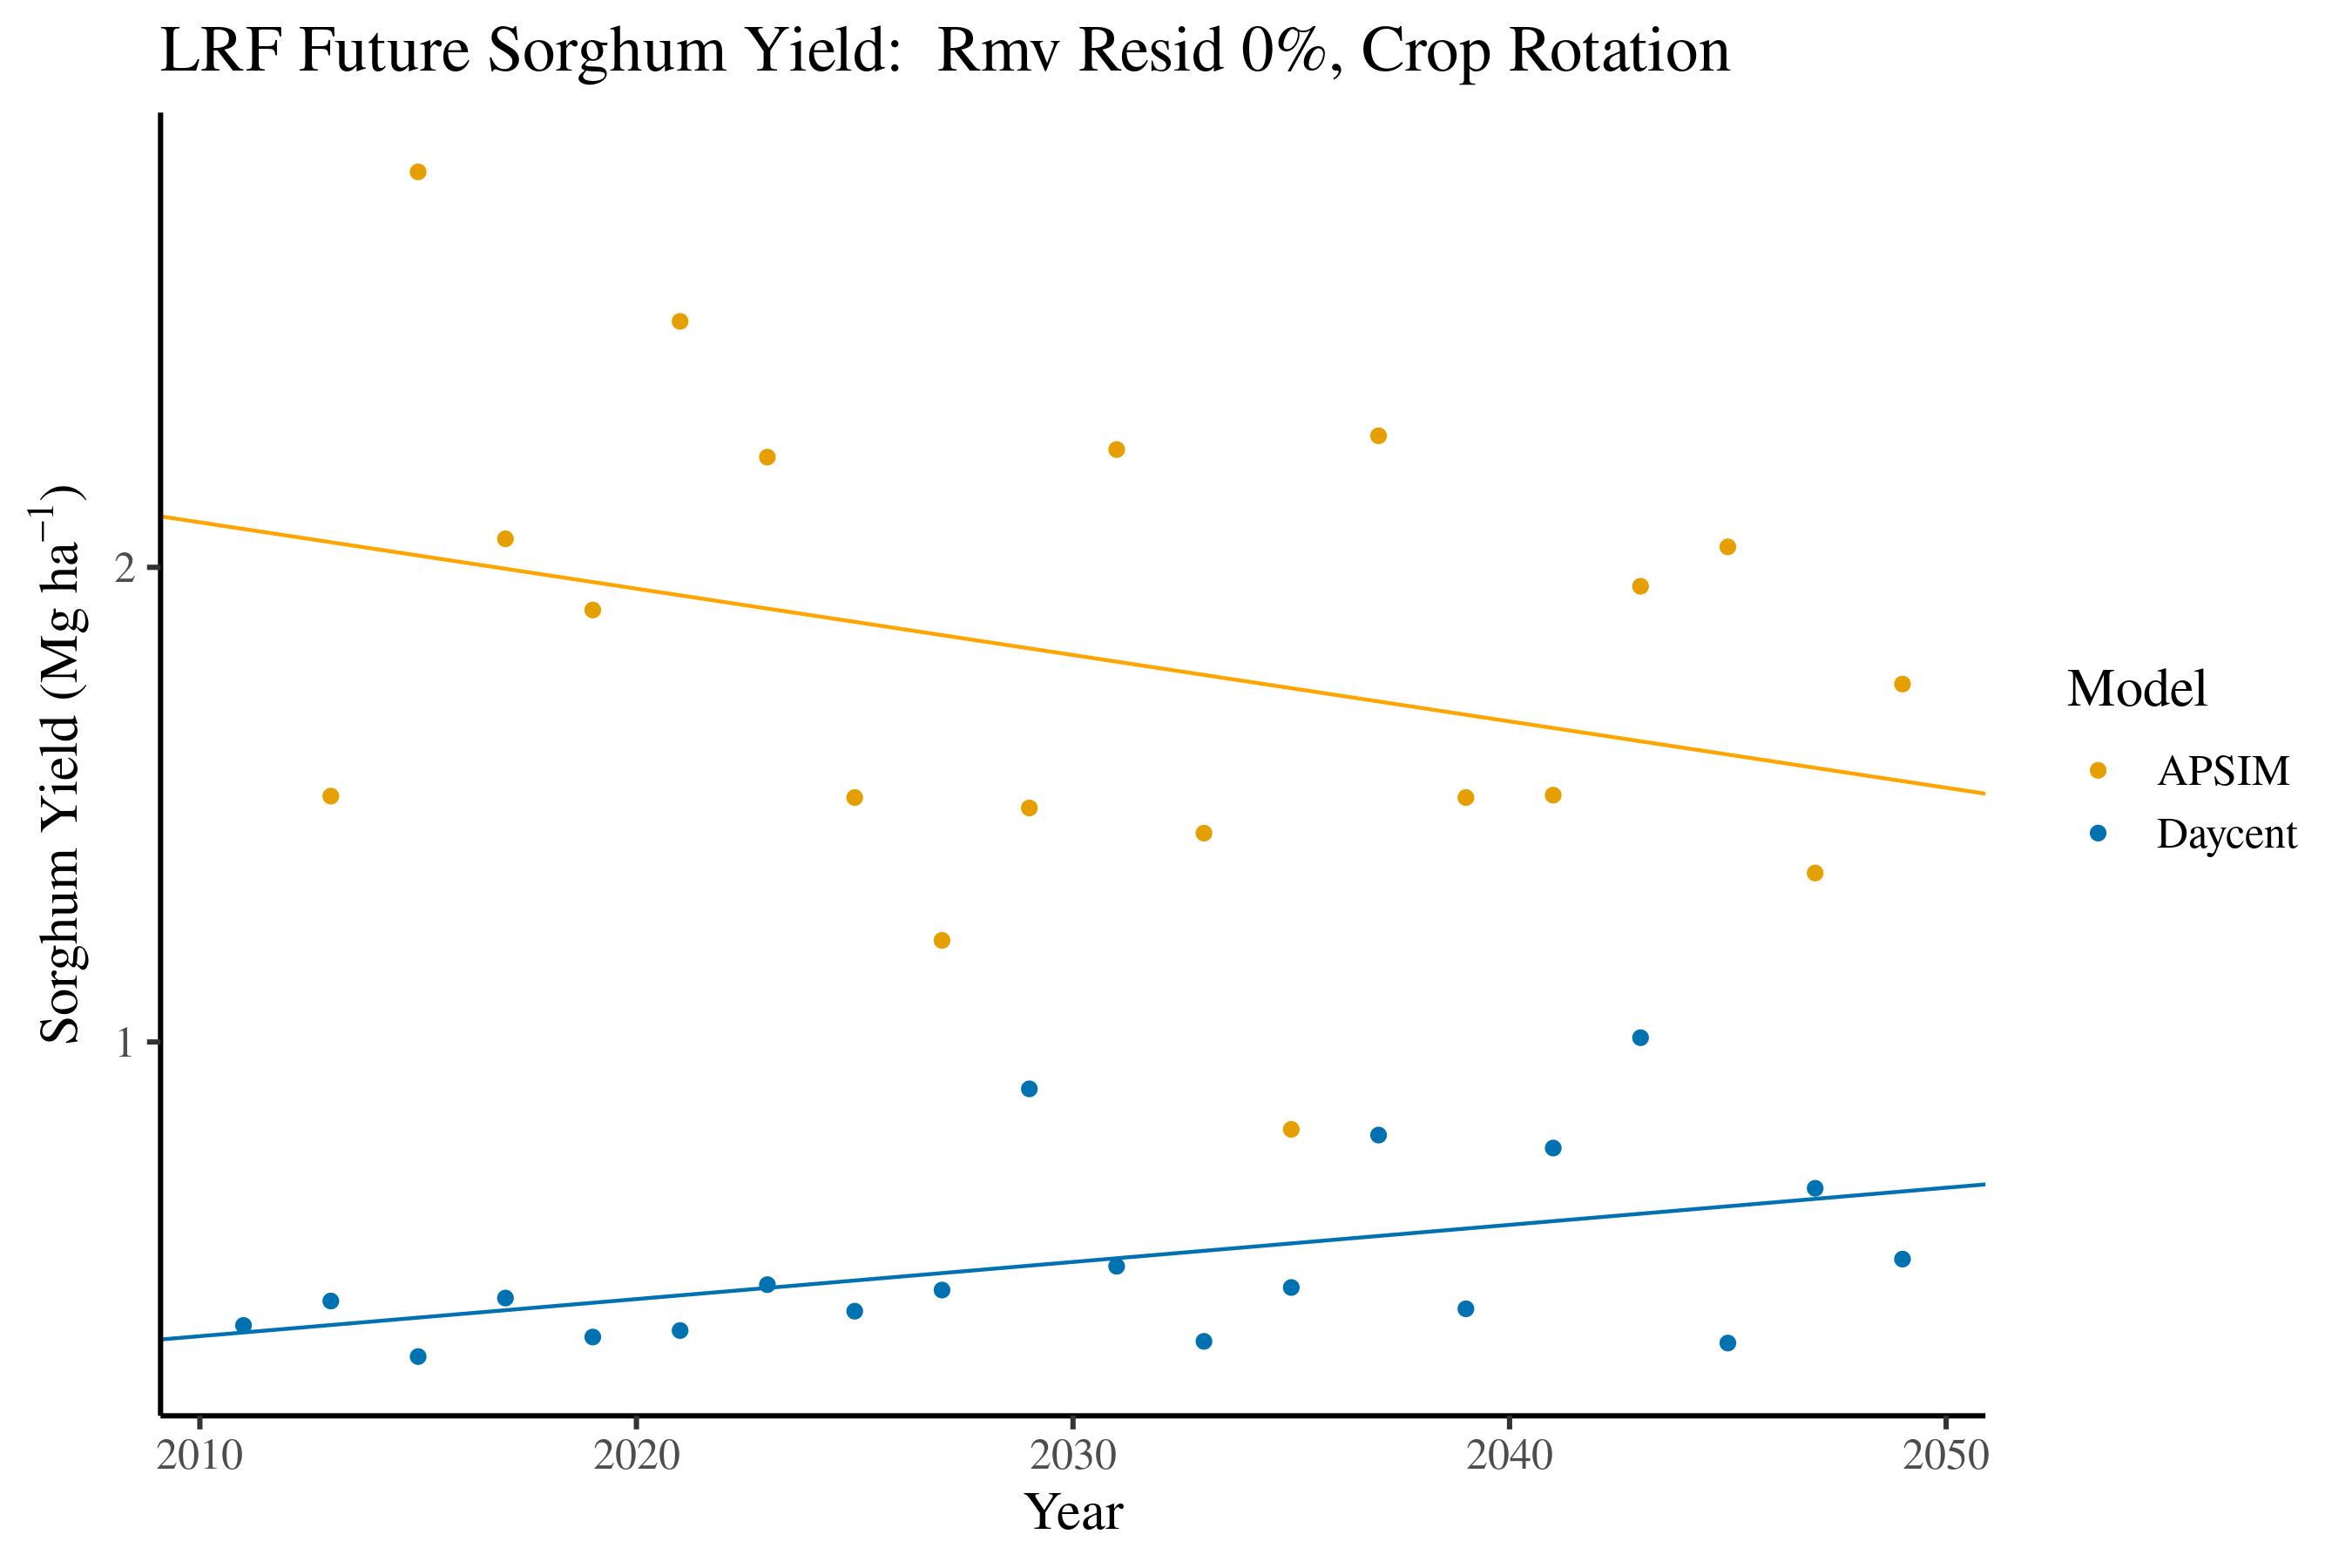 LRF Future Sorghum Yield:  Rmv Resid 0%, Crop Rotation
Sorghum Yield (Mg ha⁻¹)
2
1
2010 2020 2030 2040 2050
Year
Model
APSIM
Daycent